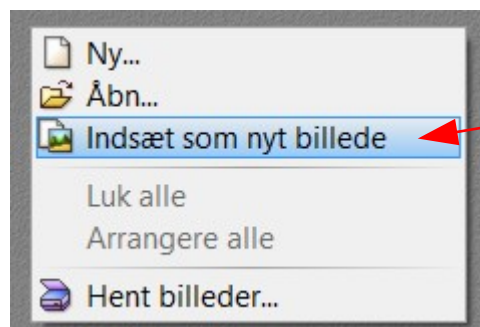 Ny...
Åbn...
Indsæt som nyt billede
Luk alle
Arrangere alle
Hent billeder...